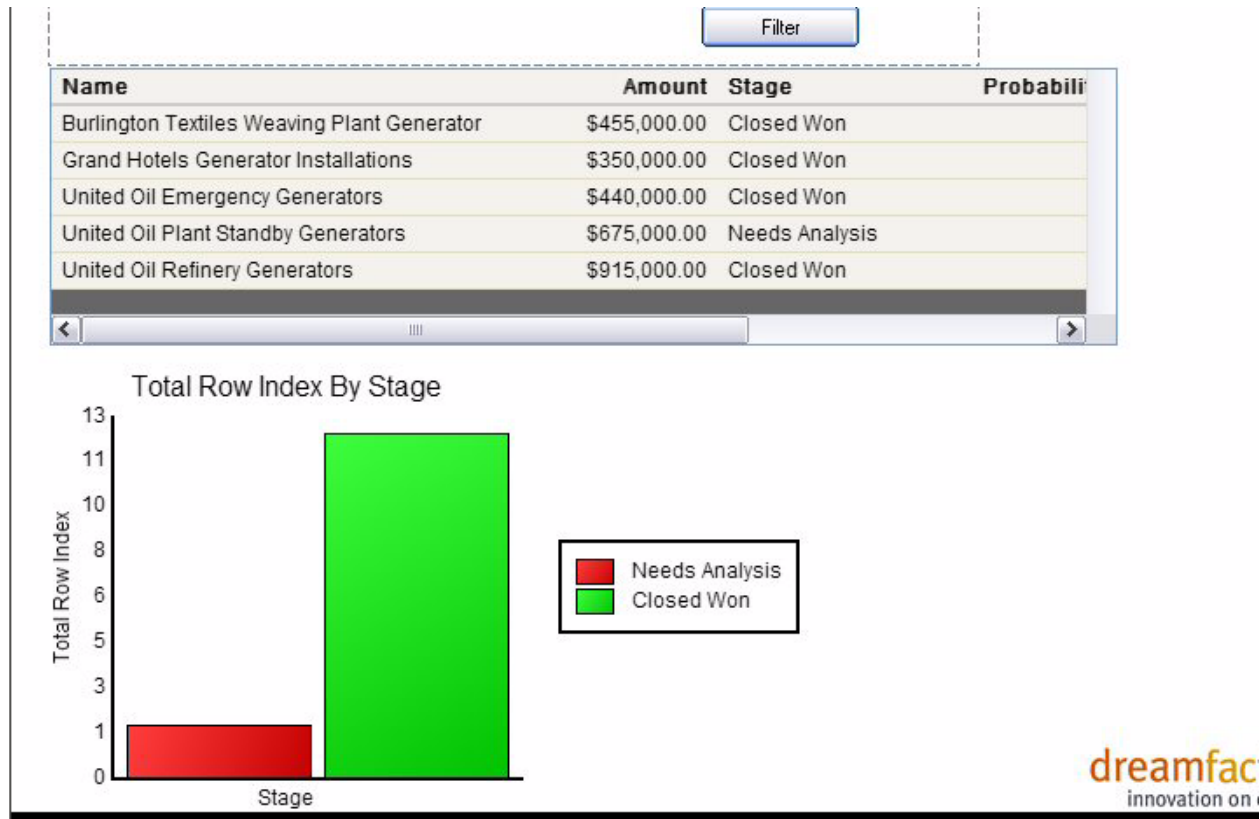 Filter
Name Amount Stage Probabili
Burlington Textiles Weaving Plant Generator $455,000.00 Closed Won
Grand Hotels Generator Installations $350,000.00 Closed Won
United Oil Emergency Generators $440,000.00 Closed Won
United Oil Plant Standby Generators $675,000.00 Needs Analysis
United Oil Refinery Generators $915,000.00 Closed Won
Total Row Index By Stage
13
11
10
8
6
5
3
1
0
Total Row Index
Stage
Needs Analysis
Closed Won
dreamfac
innovation on